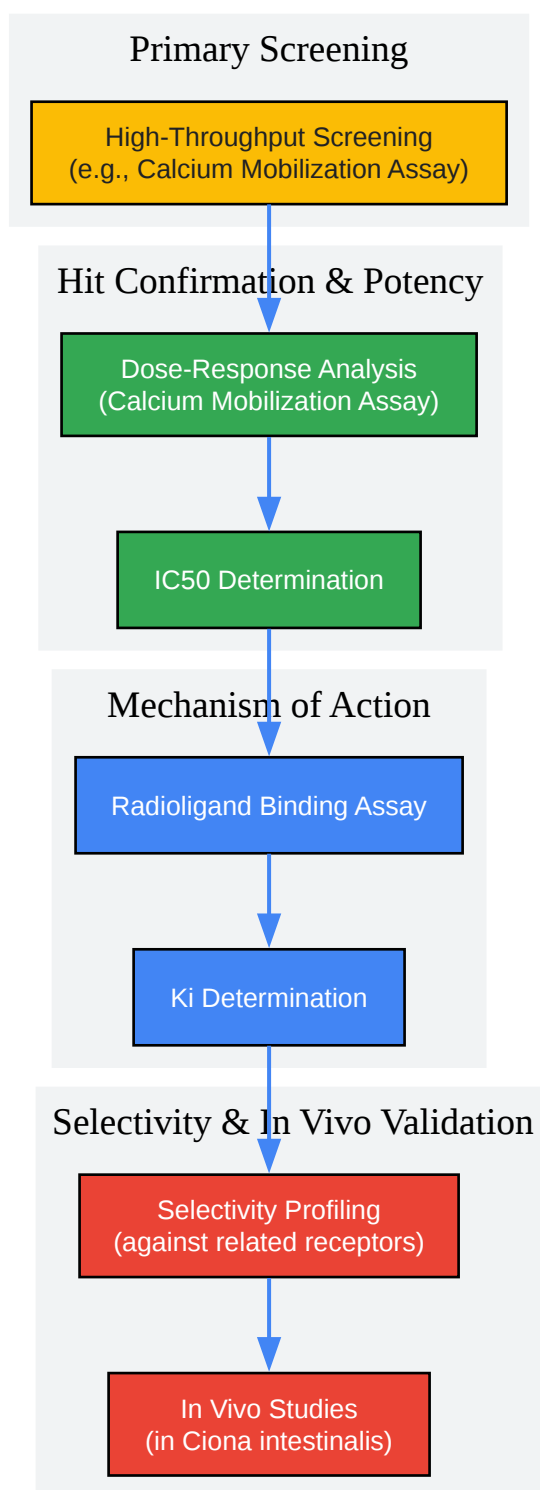 Primary Screening
High-Throughput Screening
(e.g., Calcium Mobilization Assay)
Hit Confirmation & Potency
Dose-Response Analysis
(Calcium Mobilization Assay)
IC50 Determination
Mechanism of Action
Radioligand Binding Assay
Ki Determination
Selectivity & In Vivo Validation
Selectivity Profiling
(against related receptors)
In Vivo Studies
(in Ciona intestinalis)